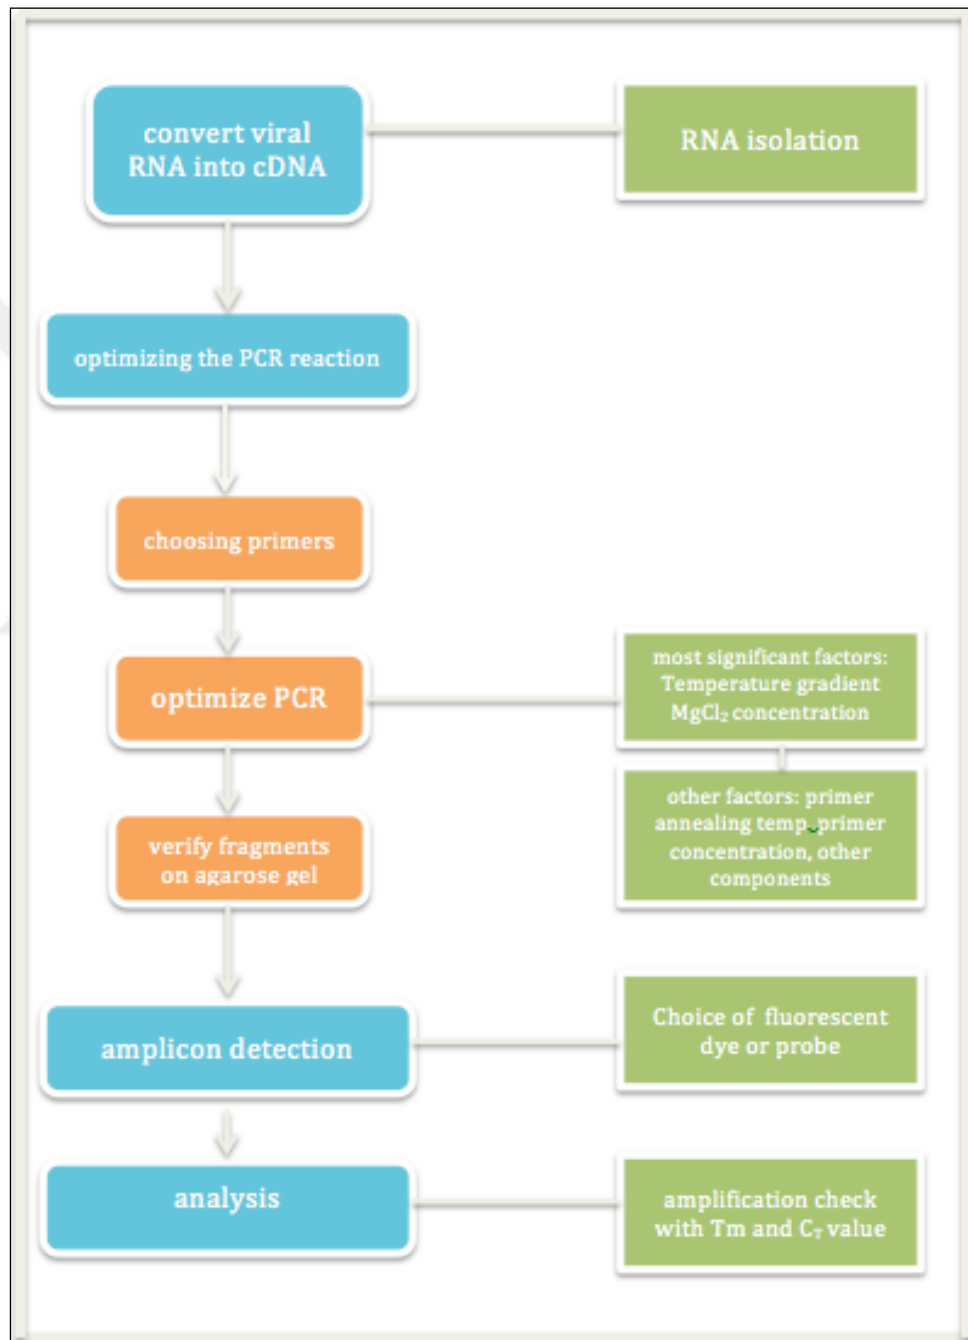 convert viral
RNA into cDNA
RNA isolation
optimizing the PCR reaction
choosing primers
optimize PCR
most significant factors:
Temperature gradient
MgCl₂ concentration
other factors: primer
annealing temp, primer
concentration, other
components
verify fragments
on agarose gel
amplicon detection
Choice of fluorescent
dye or probe
analysis
amplification check
with Tm and C_T value